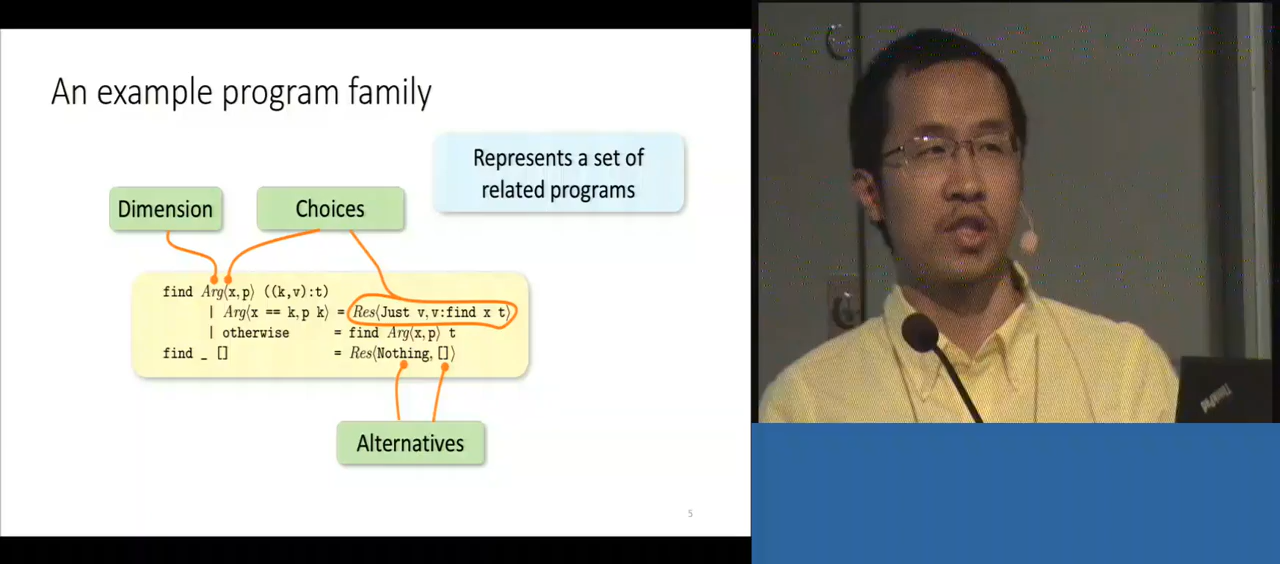 An example program family
Represents a set of
related programs
Dimension
Choices
find Arg⟨x,p⟩ ((k,v):t)
| Arg⟨x == k,p k⟩ = Res⟨Just v,v:find x t⟩
| otherwise = find Arg⟨x,p⟩ t
find _ [] = Res⟨Nothing,[]⟩
Alternatives
5
ThinkPad